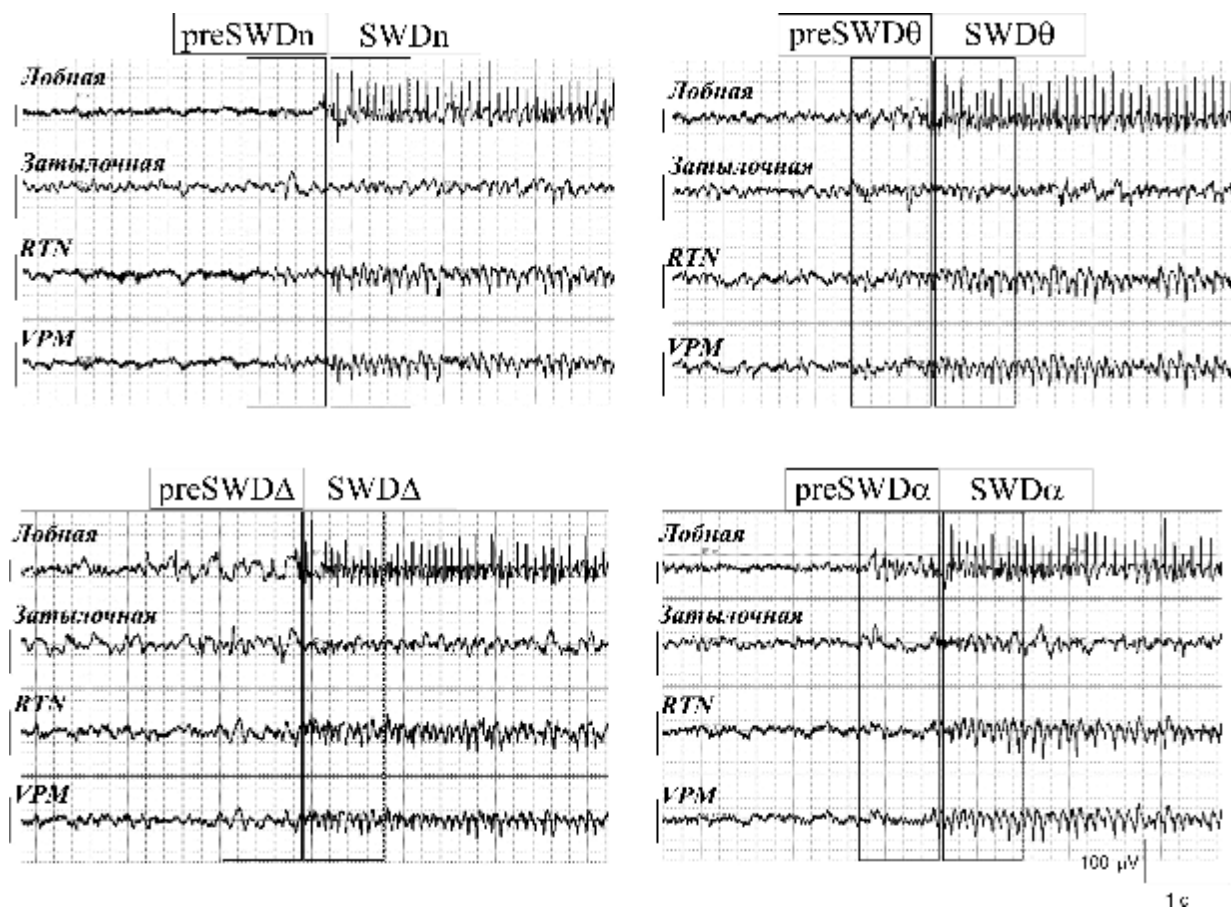 preSWDn SWDn
Лобная
Затылочная
RTN
VPM
preSWDθ SWDθ
Лобная
Затылочная
RTN
VPM
preSWDΔ SWDΔ
Лобная
Затылочная
RTN
VPM
preSWDα SWDα
Лобная
Затылочная
RTN
VPM
100 μV
1 с